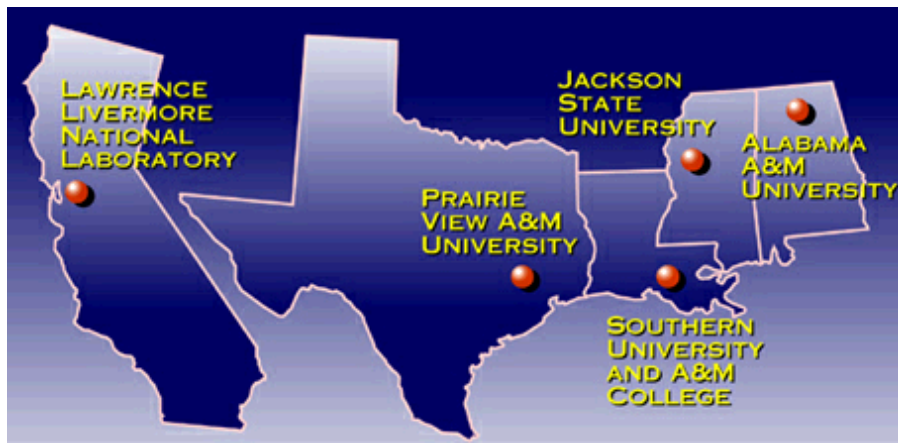 LAWRENCE
LIVERMORE
NATIONAL
LABORATORY
PRAIRIE
VIEW A&M
UNIVERSITY
JACKSON
STATE
UNIVERSITY
ALABAMA
A&M
UNIVERSITY
SOUTHERN
UNIVERSITY
AND A&M
COLLEGE